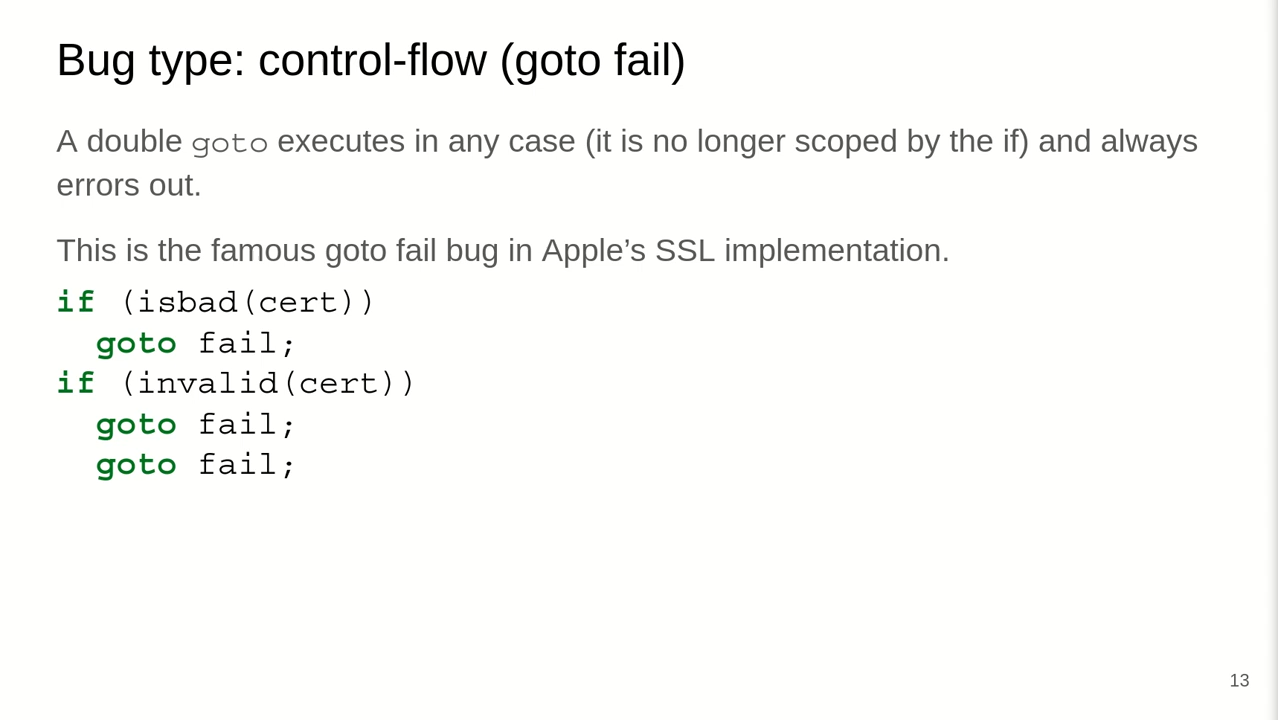 Bug type: control-flow (goto fail)
A double goto executes in any case (it is no longer scoped by the if) and always
errors out.
This is the famous goto fail bug in Apple’s SSL implementation.
if (isbad(cert))
  goto fail;
if (invalid(cert))
  goto fail;
  goto fail;
13